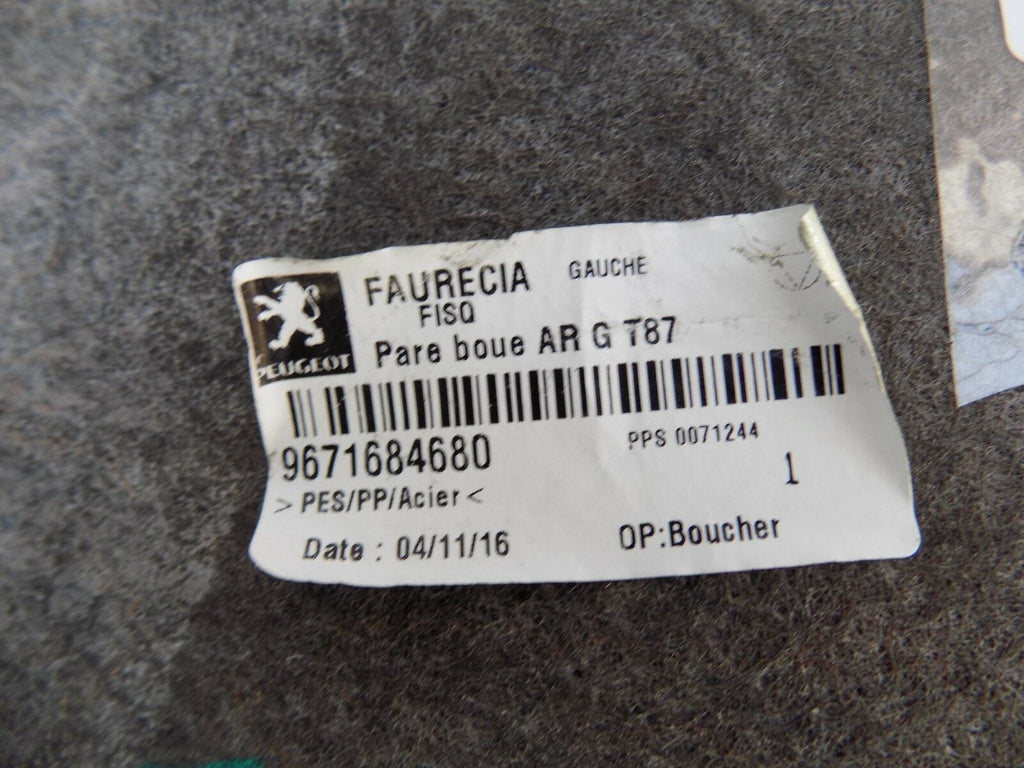 PEUGEOT
FAURECIA GAUCHE
FISQ
Pare boue AR G T87
9671684680
PPS 0071244
1
> PES/PP/Acier <
Date : 04/11/16
OP:Boucher